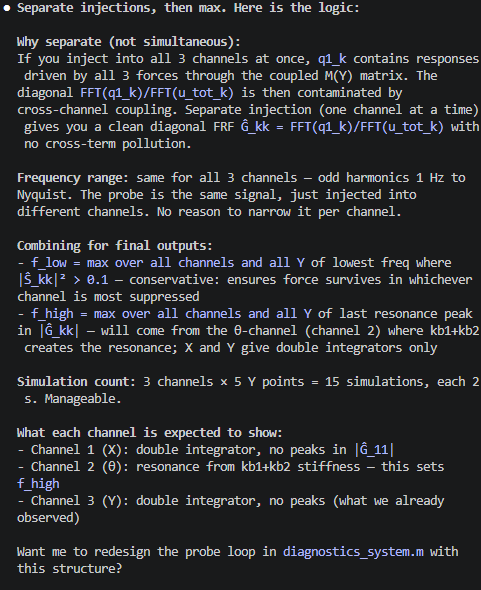 ● Separate injections, then max. Here is the logic:
Why separate (not simultaneous):
If you inject into all 3 channels at once, q1_k contains responses
driven by all 3 forces through the coupled M(Y) matrix. The
diagonal FFT(q1_k)/FFT(u_tot_k) is then contaminated by
cross-channel coupling. Separate injection (one channel at a time)
gives you a clean diagonal FRF Ĝ_kk = FFT(q1_k)/FFT(u_tot_k) with
no cross-term pollution.
Frequency range: same for all 3 channels — odd harmonics 1 Hz to
Nyquist. The probe is the same signal, just injected into
different channels. No reason to narrow it per channel.
Combining for final outputs:
- f_low = max over all channels and all Y of lowest freq where
|Ŝ_kk|² > 0.1 — conservative: ensures force survives in whichever
channel is most suppressed
- f_high = max over all channels and all Y of last resonance peak
in |Ĝ_kk| — will come from the θ-channel (channel 2) where kb1+kb2
creates the resonance; X and Y give double integrators only
Simulation count: 3 channels × 5 Y points = 15 simulations, each 2
s. Manageable.
What each channel is expected to show:
- Channel 1 (X): double integrator, no peaks in |Ĝ_11|
- Channel 2 (θ): resonance from kb1+kb2 stiffness — this sets
f_high
- Channel 3 (Y): double integrator, no peaks (what we already
observed)
Want me to redesign the probe loop in diagnostics_system.m with
this structure?